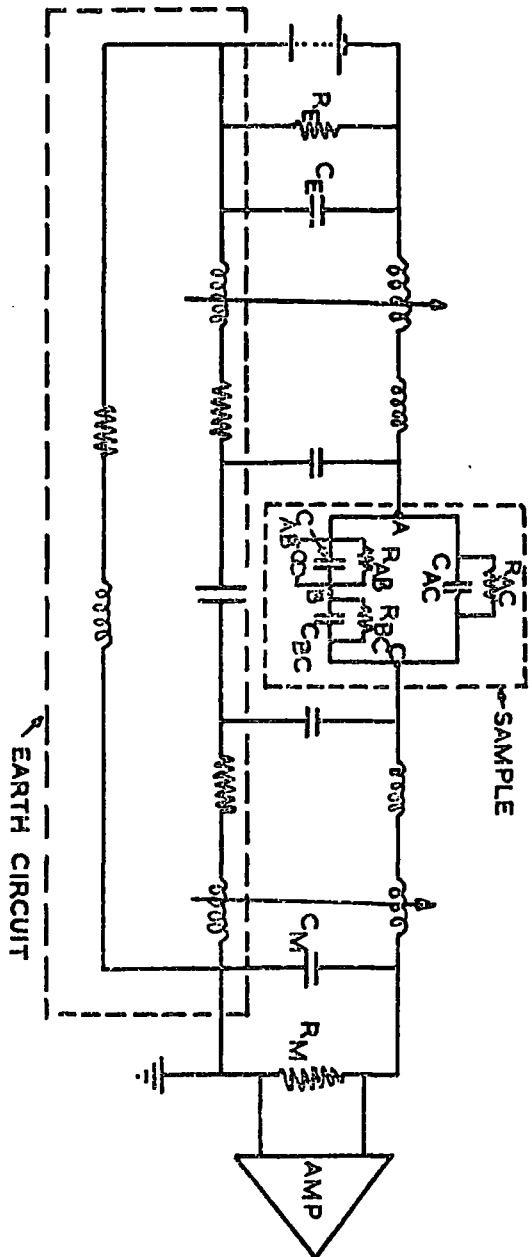 R_E
C_E
R_AC
C_AC
A
R_AB
C_AB
B
R_BC
C_BC
C
SAMPLE
EARTH CIRCUIT
C_M
R_M
AMP